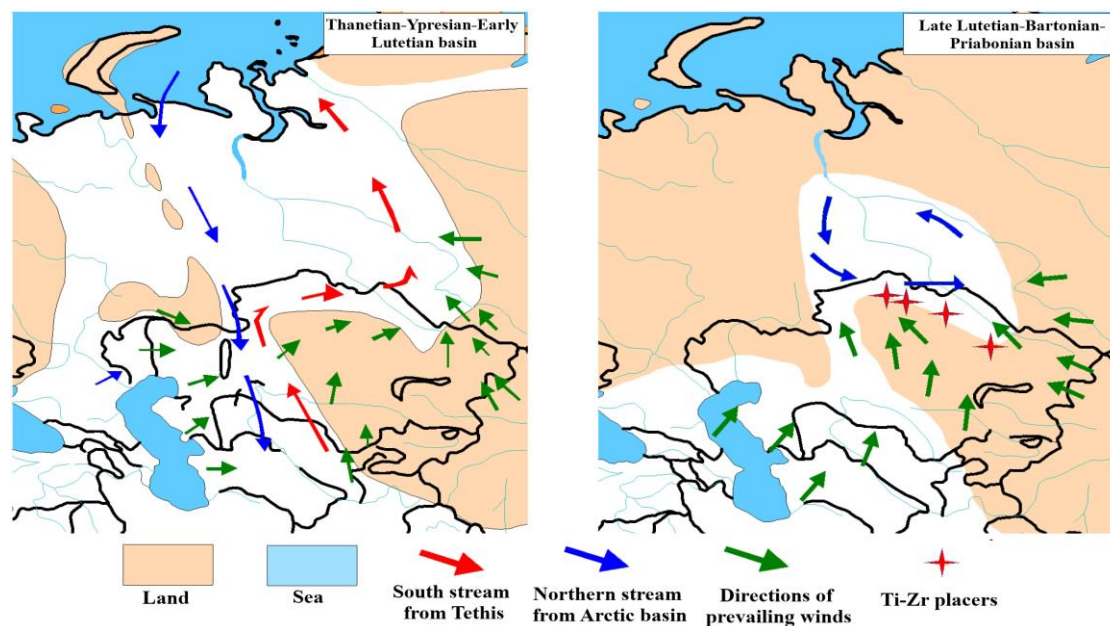 Thanetian-Ypresian-Early
Lutetian basin
Late Lutetian-Bartonian-
Priabonian basin
Land
Sea
South stream
from Tethis
Northern stream
from Arctic basin
Directions of
prevailing winds
Ti-Zr placers